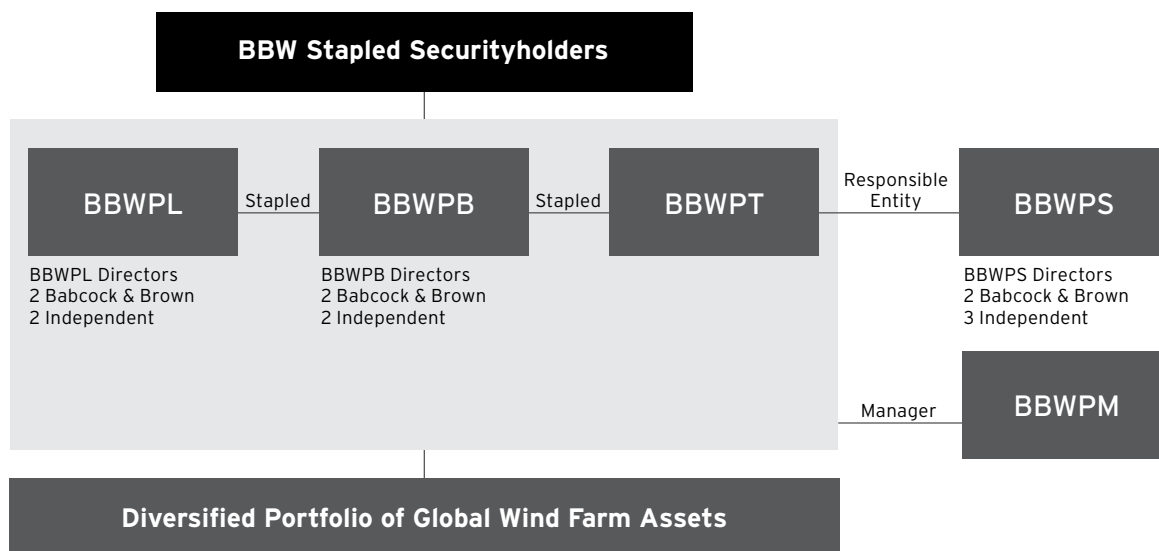 BBW Stapled Securityholders
BBWPL
Stapled
BBWPB
Stapled
BBWPT
Responsible
Entity
BBWPS
BBWPL Directors
2 Babcock & Brown
2 Independent
BBWPB Directors
2 Babcock & Brown
2 Independent
BBWPS Directors
2 Babcock & Brown
3 Independent
Manager
BBWPM
Diversified Portfolio of Global Wind Farm Assets